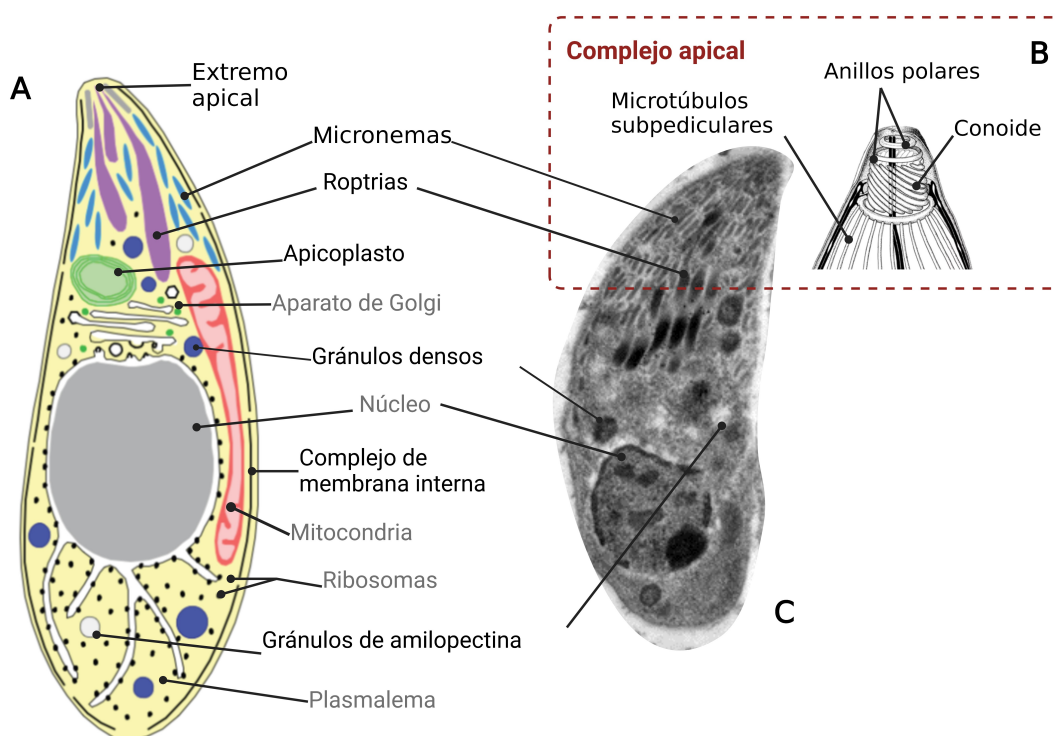 A
Extremo
apical
Micronemas
Roptrias
Apicoplasto
Aparato de Golgi
Gránulos densos
Núcleo
Complejo de
membrana interna
Mitocondria
Ribosomas
Gránulos de amilopectina
Plasmalema
Complejo apical
B
Anillos polares
Microtúbulos
subpediculares
Conoide
C